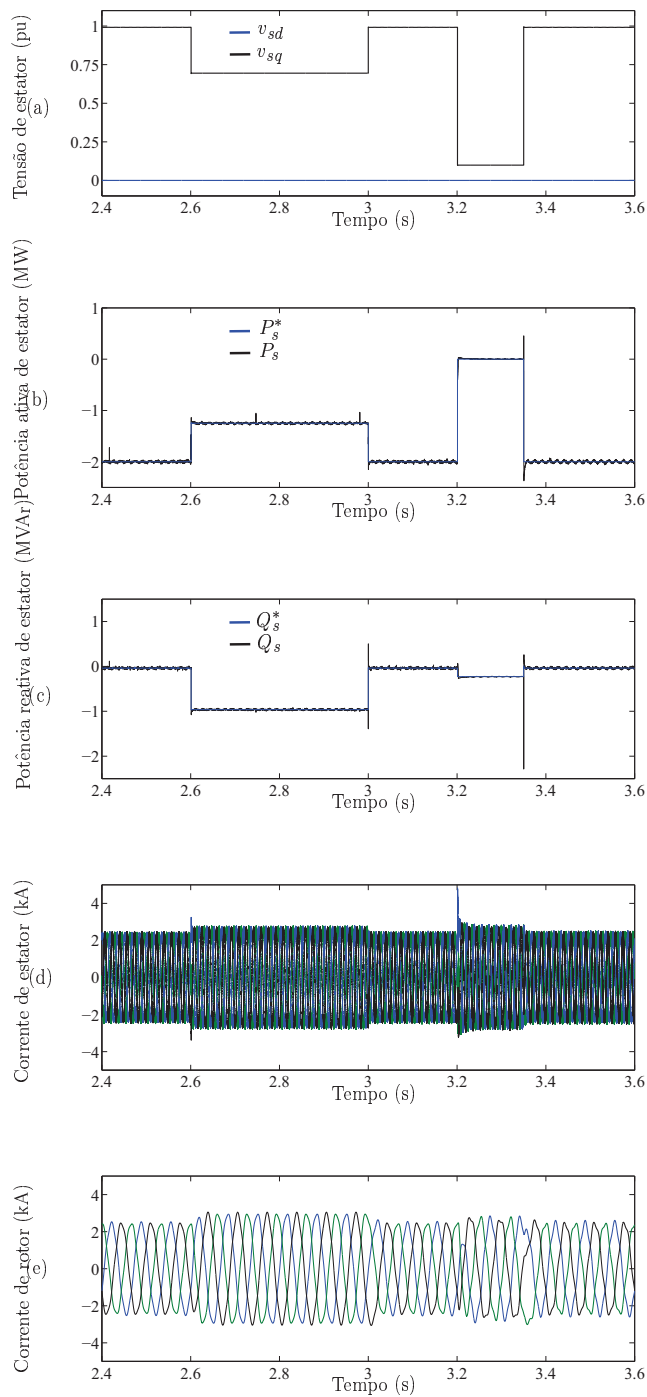 Tensão de estator (pu)
(a)
1
0.75
0.5
0.25
0
v_sd
v_sq
2.4 2.6 2.8 3 3.2 3.4 3.6
Tempo (s)
Potência ativa de estator (MW)
(b)
1
0
−1
−2
P_s^*
P_s
2.4 2.6 2.8 3 3.2 3.4 3.6
Tempo (s)
Potência reativa de estator (MVAr)
(c)
1
0
−1
−2
Q_s^*
Q_s
2.4 2.6 2.8 3 3.2 3.4 3.6
Tempo (s)
Corrente de estator (kA)
(d)
4
2
0
−2
−4
2.4 2.6 2.8 3 3.2 3.4 3.6
Tempo (s)
Corrente de rotor (kA)
(e)
4
2
0
−2
−4
2.4 2.6 2.8 3 3.2 3.4 3.6
Tempo (s)